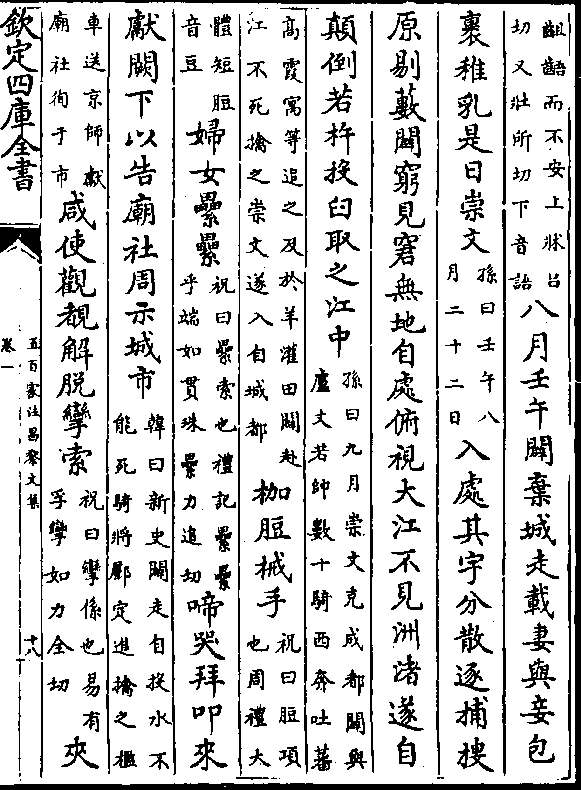 齟齬而不安上牀呂
切又壯所切下音語
八月壬午闢棄城走載妻與妾包
裹稚乳是日崇文
孫曰壬午八
月二十二日
入處其宇分散逐捕搜
原剔藪闢窮見窘無地自處俯視大江不見洲渚遂自
顛倒若杵投臼取之江中
孫曰九月崇文克成都闢與
盧文若帥數十騎西奔吐蕃
高霞寓等追之及於羊灌田闢赴
江不死擒之崇文遂入自城都
枷脰械手
祝曰脰項
也周禮大
體短脰
音豆
婦女纍纍
祝曰纍索也禮記纍纍
乎端如貫珠纍力追切
啼哭拜叩來
獻闕下以告廟社周示城市
韓曰新史闢走自投水不
能死騎將酈定進擒之檻
車送京師獻
廟社徇于市
咸使觀覩解脫攣索
祝曰攣係也易有
孚攣如力全切
夾
欽定四庫全書
五百家注昌黎文集
卷一
十八